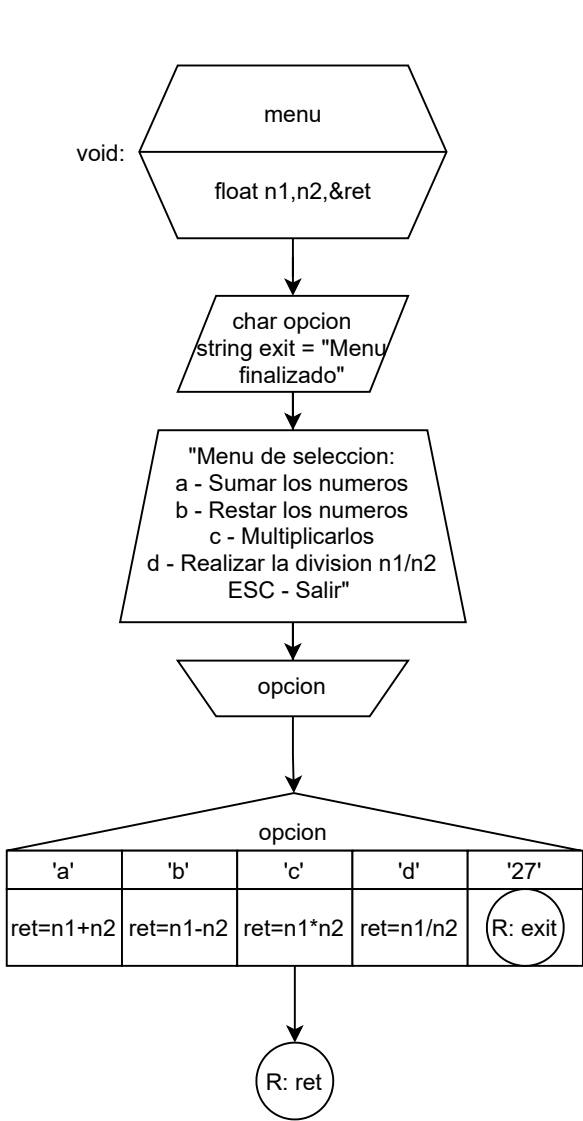 menu
void:
float n1,n2,&ret
char opcion
string exit = "Menu
finalizado"
"Menu de seleccion:
a - Sumar los numeros
b - Restar los numeros
c - Multiplicarlos
d - Realizar la division n1/n2
ESC - Salir"
opcion
opcion
'a' 'b' 'c' 'd' '27'
ret=n1+n2 ret=n1-n2 ret=n1*n2 ret=n1/n2 R: exit
R: ret